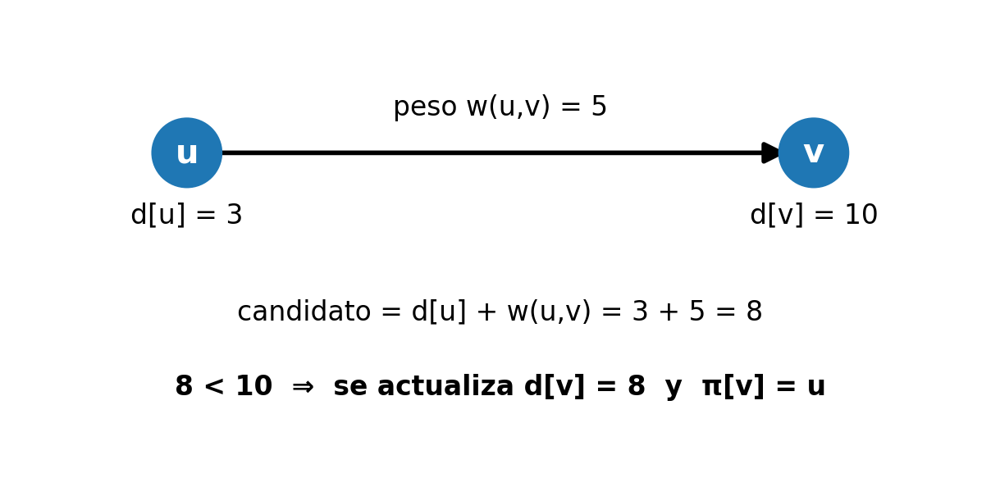 peso w(u,v) = 5
u
v
d[u] = 3
d[v] = 10
candidato = d[u] + w(u,v) = 3 + 5 = 8
8 < 10 ⇒ se actualiza d[v] = 8 y π[v] = u